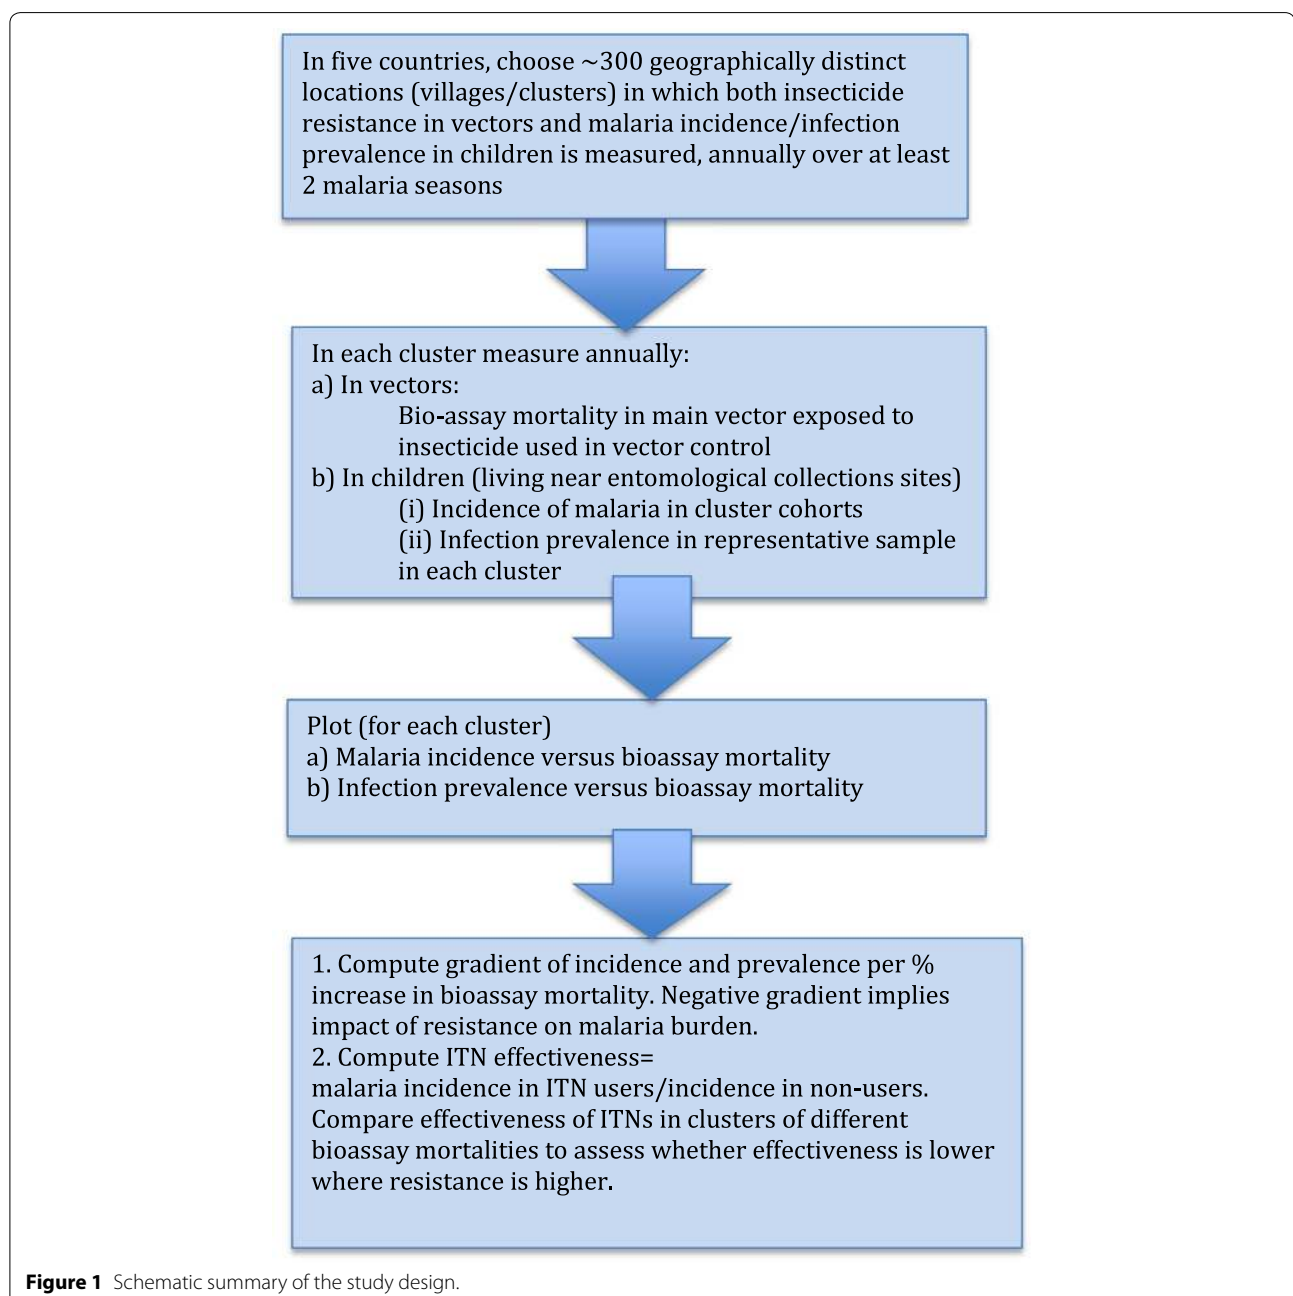 In five countries, choose ~300 geographically distinct
locations (villages/clusters) in which both insecticide
resistance in vectors and malaria incidence/infection
prevalence in children is measured, annually over at least
2 malaria seasons
In each cluster measure annually:
a) In vectors:
Bio-assay mortality in main vector exposed to
insecticide used in vector control
b) In children (living near entomological collections sites)
(i) Incidence of malaria in cluster cohorts
(ii) Infection prevalence in representative sample
in each cluster
Plot (for each cluster)
a) Malaria incidence versus bioassay mortality
b) Infection prevalence versus bioassay mortality
1. Compute gradient of incidence and prevalence per %
increase in bioassay mortality. Negative gradient implies
impact of resistance on malaria burden.
2. Compute ITN effectiveness=
malaria incidence in ITN users/incidence in non-users.
Compare effectiveness of ITNs in clusters of different
bioassay mortalities to assess whether effectiveness is lower
where resistance is higher.
Figure 1 Schematic summary of the study design.